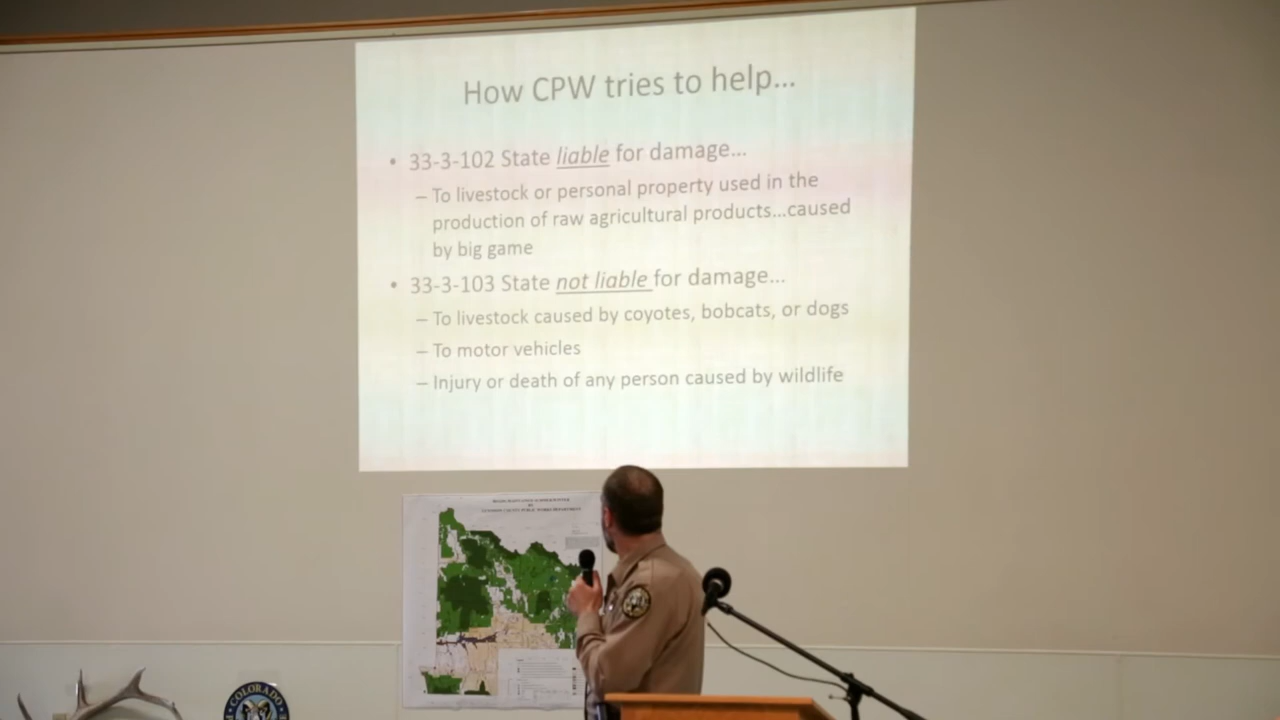 How CPW tries to help...
• 33-3-102 State liable for damage...
– To livestock or personal property used in the
production of raw agricultural products...caused
by big game
• 33-3-103 State not liable for damage...
– To livestock caused by coyotes, bobcats, or dogs
– To motor vehicles
– Injury or death of any person caused by wildlife
COLORADO